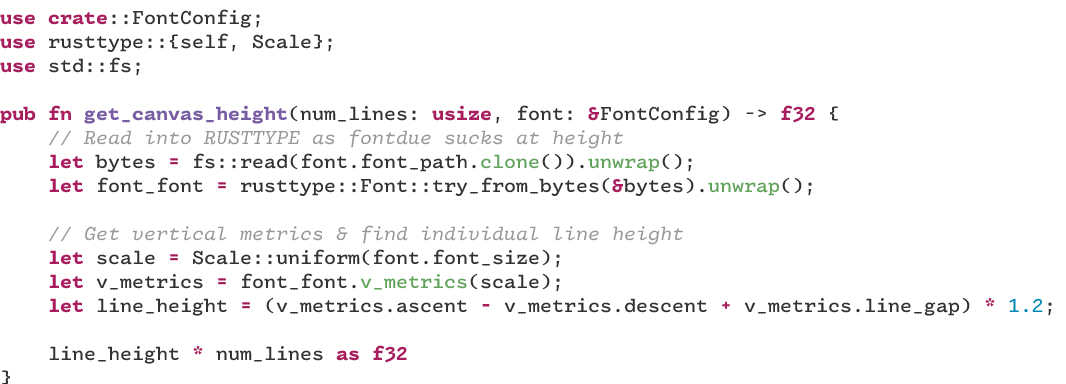 use crate::FontConfig;
use rusttype::{self, Scale};
use std::fs;

pub fn get_canvas_height(num_lines: usize, font: &FontConfig) -> f32 {
    // Read into RUSTTYPE as fontdue sucks at height
    let bytes = fs::read(font.font_path.clone()).unwrap();
    let font_font = rusttype::Font::try_from_bytes(&bytes).unwrap();

    // Get vertical metrics & find individual line height
    let scale = Scale::uniform(font.font_size);
    let v_metrics = font_font.v_metrics(scale);
    let line_height = (v_metrics.ascent - v_metrics.descent + v_metrics.line_gap) * 1.2;

    line_height * num_lines as f32
}